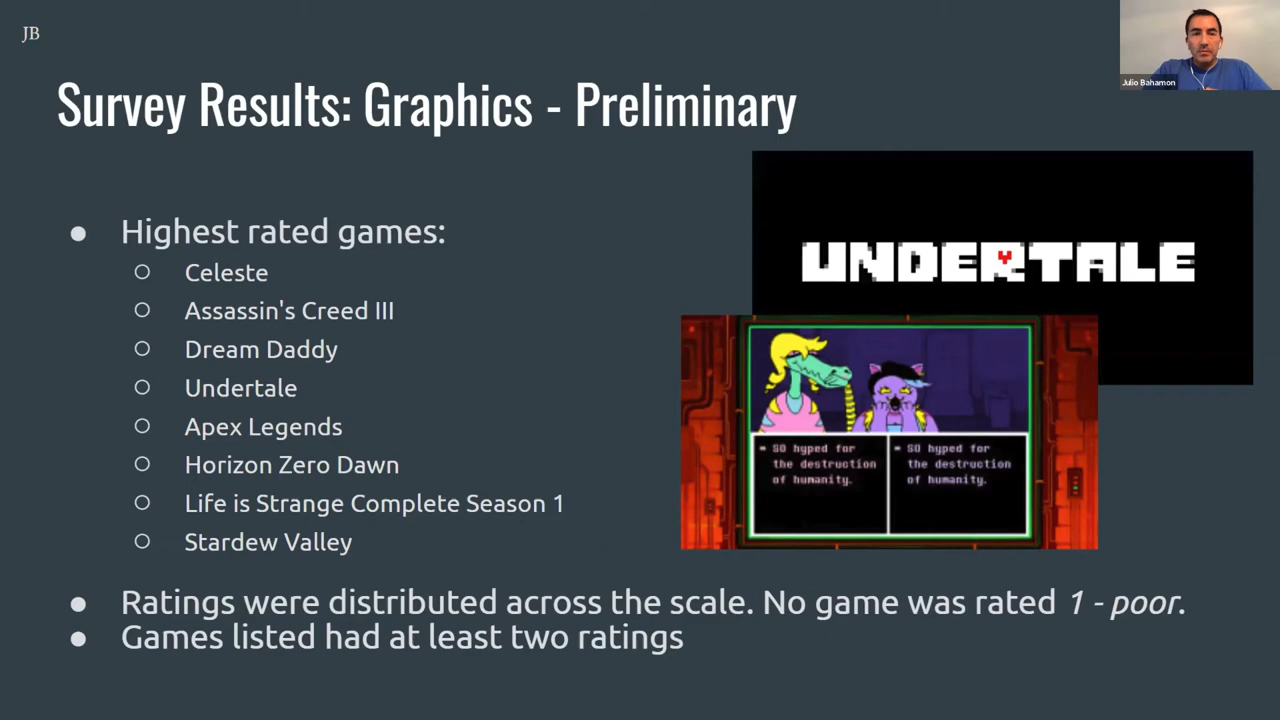 JB
Julio Bahamon
Survey Results: Graphics - Preliminary
● Highest rated games:
○ Celeste
○ Assassin's Creed III
○ Dream Daddy
○ Undertale
○ Apex Legends
○ Horizon Zero Dawn
○ Life is Strange Complete Season 1
○ Stardew Valley
UNDERTALE
SO hyped for
the destruction
of humanity.
SO hyped for
the destruction
of humanity.
● Ratings were distributed across the scale. No game was rated 1 - poor.
● Games listed had at least two ratings